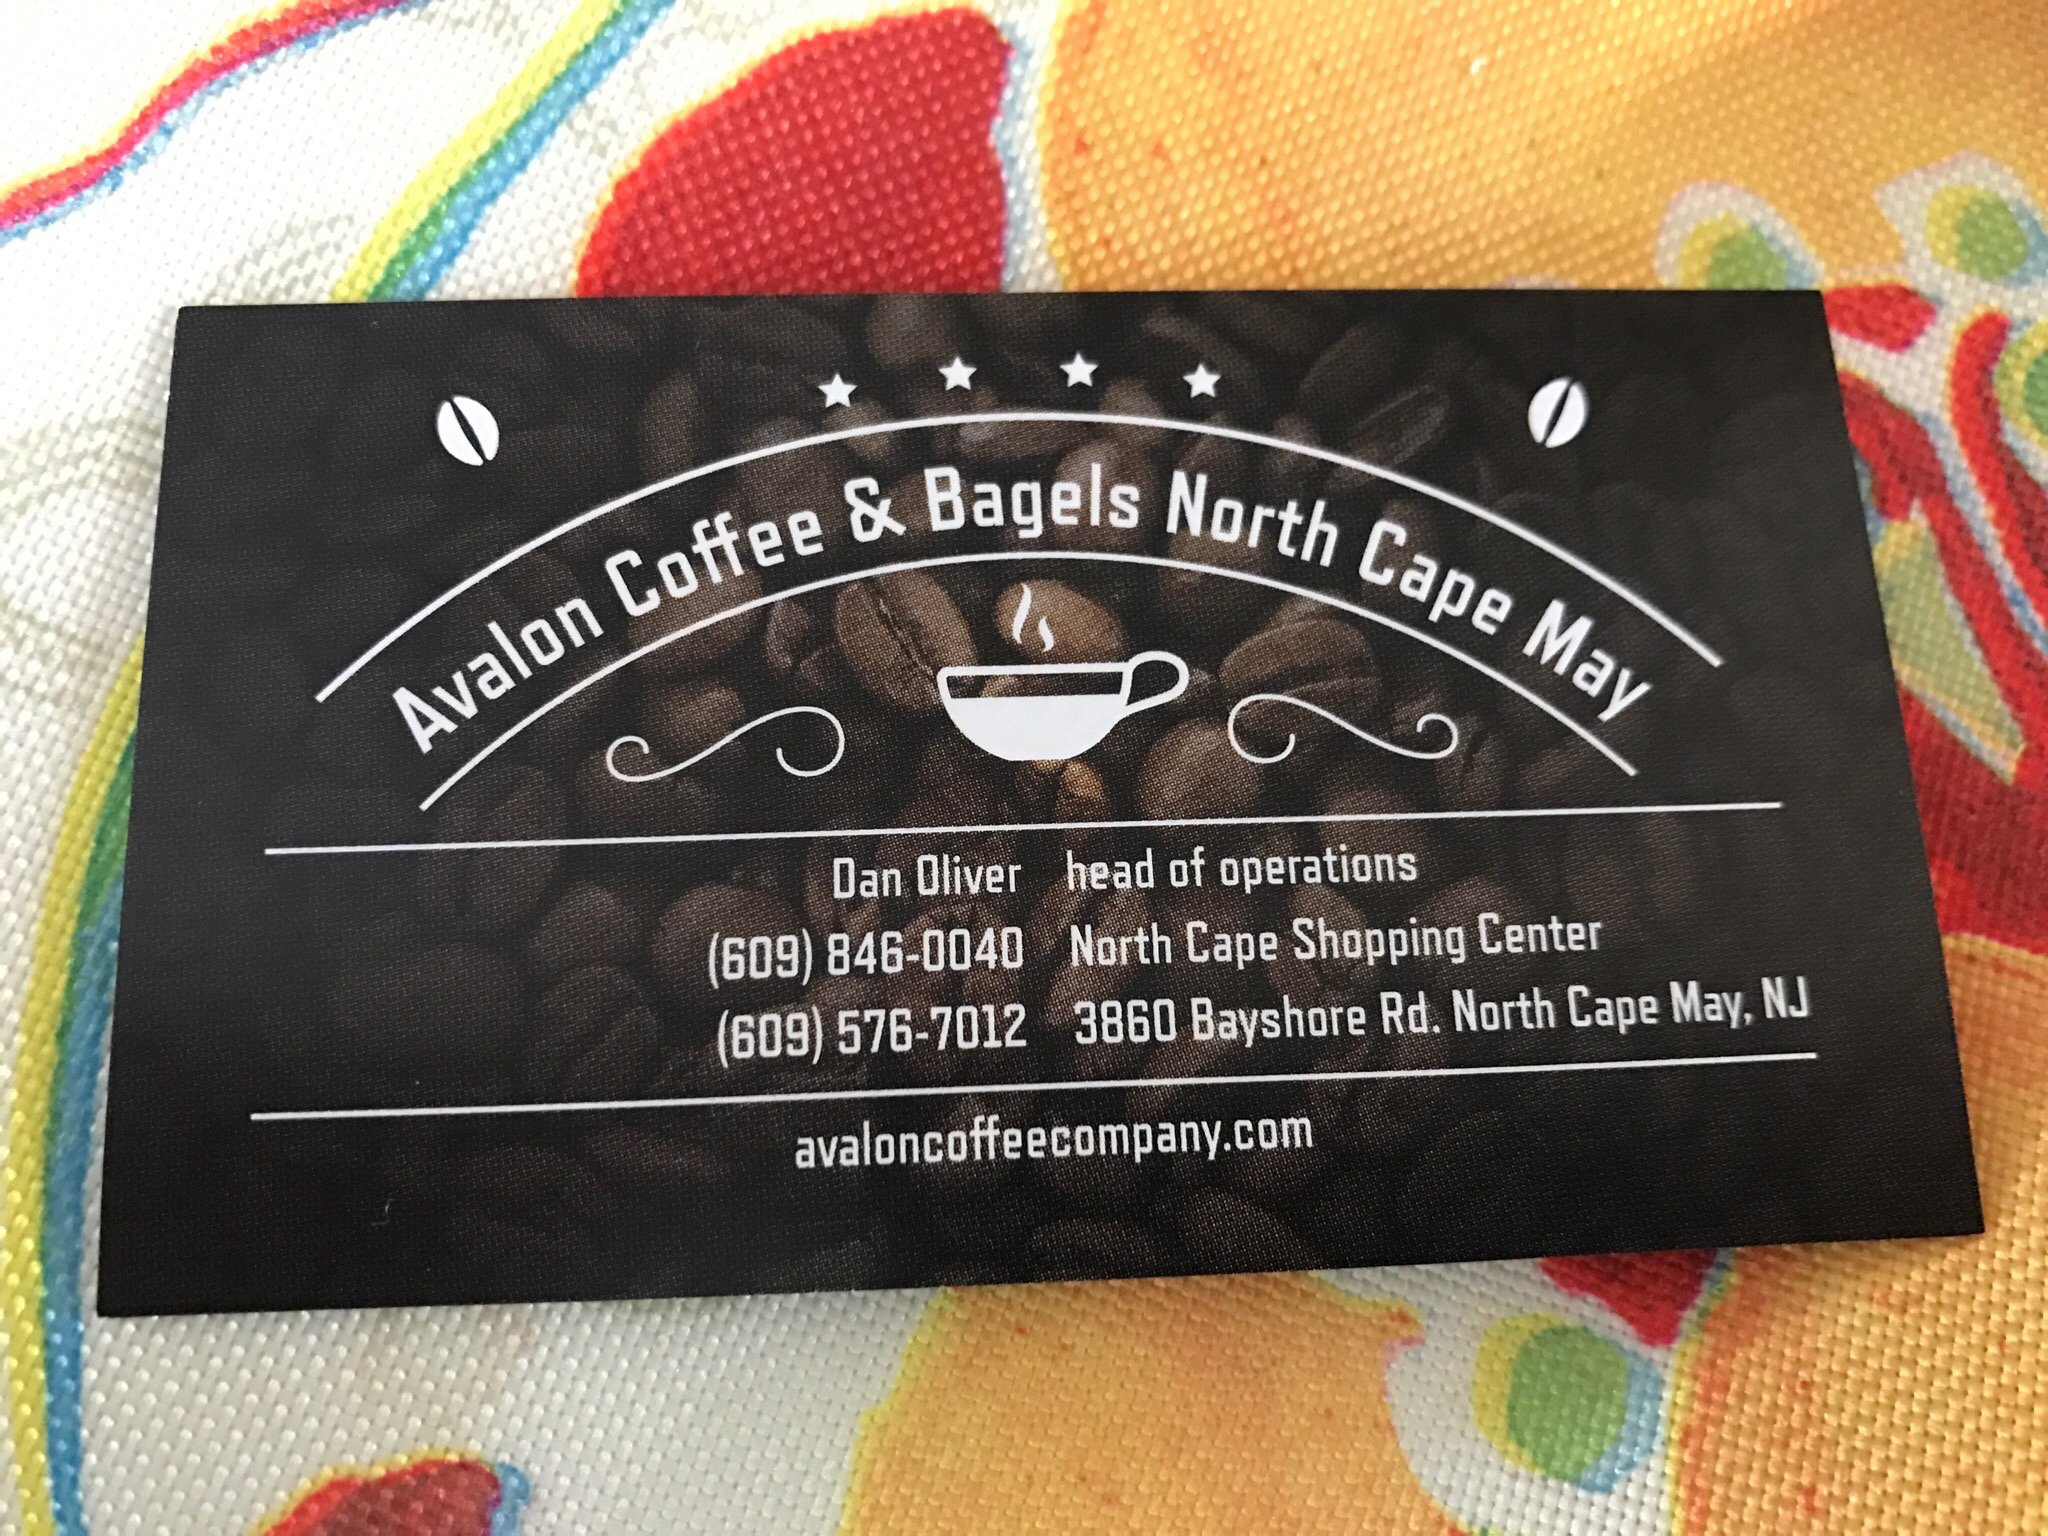 Avalon Coffee & Bagels North Cape May
Dan Oliver head of operations
(609) 846-0040 North Cape Shopping Center
(609) 576-7012 3860 Bayshore Rd. North Cape May, NJ
avaloncoffeecompany.com